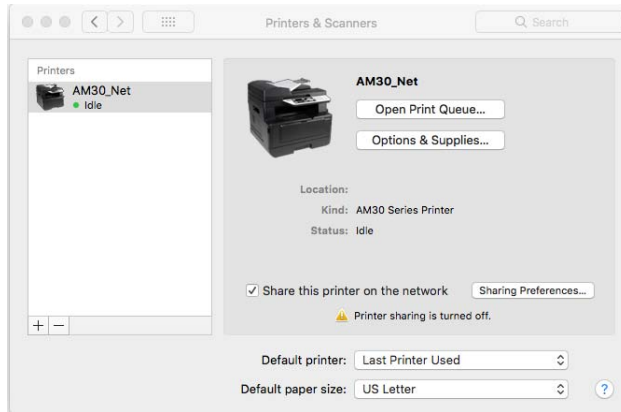 Printers & Scanners
Search
Printers
AM30_Net
Idle
AM30_Net
Open Print Queue...
Options & Supplies...
Location:
Kind: AM30 Series Printer
Status: Idle
Share this printer on the network
Sharing Preferences...
Printer sharing is turned off.
+ −
Default printer: Last Printer Used
Default paper size: US Letter
?